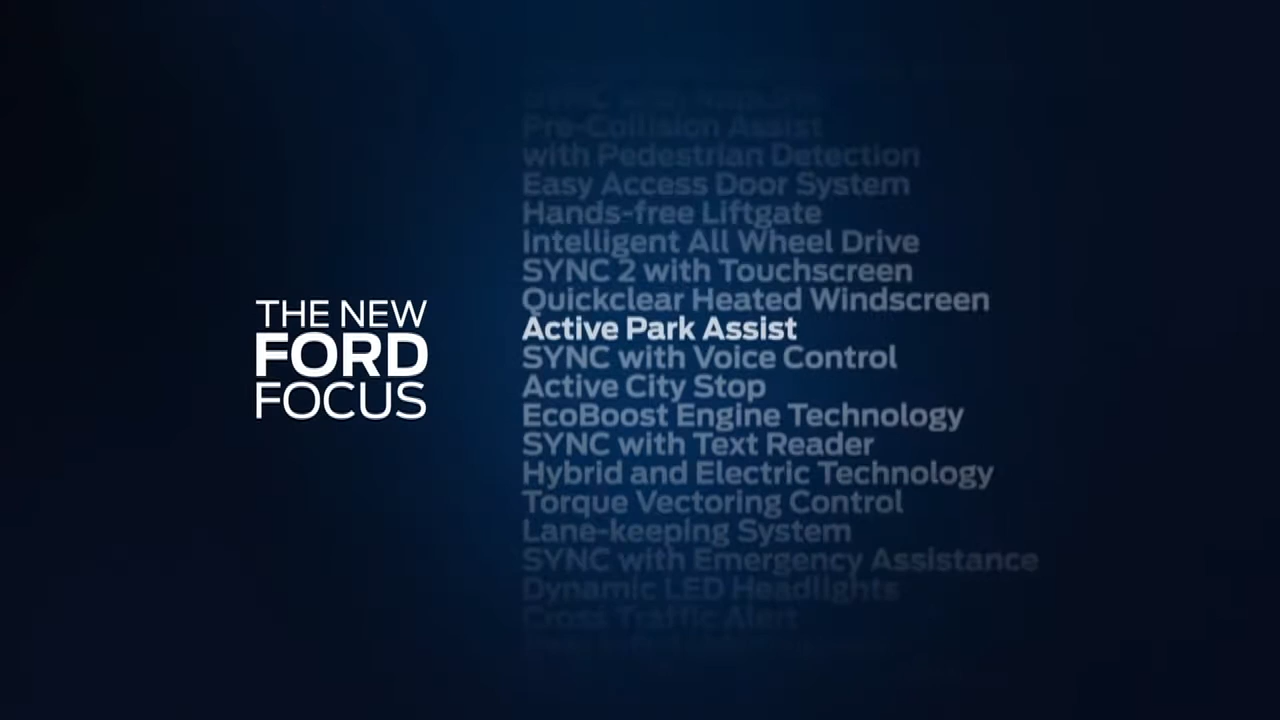 THE NEW
FORD
FOCUS
Pre-Collision Assist
with Pedestrian Detection
Easy Access Door System
Hands-free Liftgate
Intelligent All Wheel Drive
SYNC 2 with Touchscreen
Quickclear Heated Windscreen
Active Park Assist
SYNC with Voice Control
Active City Stop
EcoBoost Engine Technology
SYNC with Text Reader
Hybrid and Electric Technology
Torque Vectoring Control
Lane-keeping System
SYNC with Emergency Assistance
Dynamic LED Headlights
Cross Traffic Alert